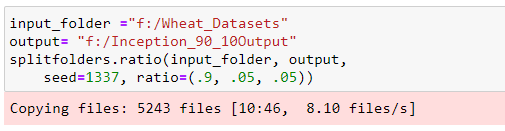 input_folder ="f:/Wheat_Datasets"
output= "f:/Inception_90_10Output"
splitfolders.ratio(input_folder, output,
    seed=1337, ratio=(.9, .05, .05))
Copying files: 5243 files [10:46,  8.10 files/s]